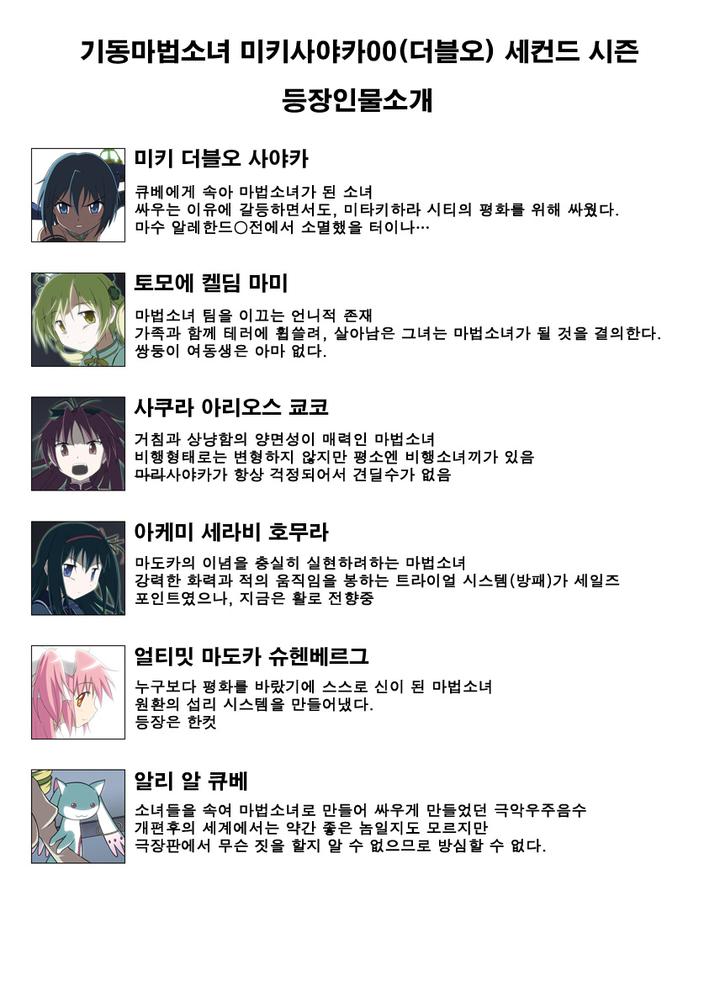 기동마법소녀 미키사야카00(더블오) 세컨드 시즌
등장인물소개
미키 더블오 사야카
큐베에게 속아 마법소녀가 된 소녀
싸우는 이유에 갈등하면서도, 미타키하라 시티의 평화를 위해 싸웠다.
마수 알레한드○전에서 소멸했을 터이나…
토모에 켈딤 마미
마법소녀 팀을 이끄는 언니적 존재
가족과 함께 테러에 휩쓸려, 살아남은 그녀는 마법소녀가 될 것을 결의한다.
쌍둥이 여동생은 아마 없다.
사쿠라 아리오스 쿄코
거침과 상냥함의 양면성이 매력인 마법소녀
비행형태로는 변형하지 않지만 평소엔 비행소녀끼가 있음
마리사야카가 항상 걱정되어서 견딜수가 없음
아케미 세라비 호무라
마도카의 이념을 충실히 실현하려하는 마법소녀
강력한 화력과 적의 움직임을 봉하는 트라이얼 시스템(방패)가 세일즈
포인트였으나, 지금은 활로 전향중
얼티밋 마도카 슈헨베르그
누구보다 평화를 바랐기에 스스로 신이 된 마법소녀
원환의 섭리 시스템을 만들어냈다.
등장은 한컷
알리 알 큐베
소녀들을 속여 마법소녀로 만들어 싸우게 만들었던 극악우주음수
개편후의 세계에서는 약간 좋은 놈일지도 모르지만
극장판에서 무슨 짓을 할지 알 수 없으므로 방심할 수 없다.